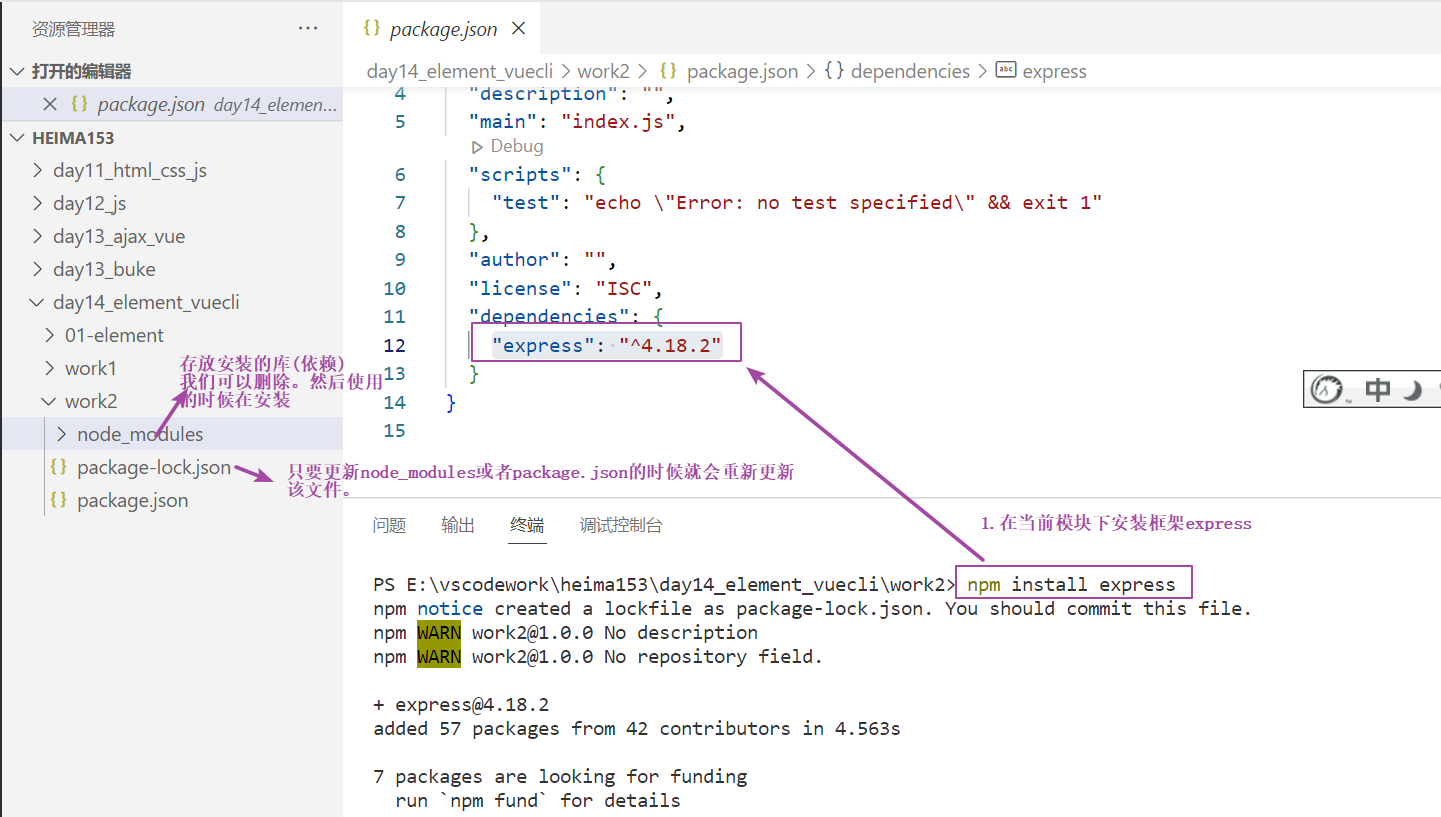 资源管理器
···
打开的编辑器
package.json day14_elemen...
HEIMA153
day11_html_css_js
day12_js
day13_ajax_vue
day13_buke
day14_element_vuecli
01-element
work1
work2
node_modules
package-lock.json
package.json
存放安装的库(依赖)
我们可以删除。然后使用
的时候在安装
只要更新node_modules或者package.json的时候就会重新更新
该文件。
package.json
day14_element_vuecli > work2 > {} package.json > {} dependencies > abc express
4 "description": "",
5 "main": "index.js",
Debug
6 "scripts": {
7 "test": "echo \"Error: no test specified\" && exit 1"
8 },
9 "author": "",
10 "license": "ISC",
11 "dependencies": {
12 "express": "^4.18.2"
13 }
14 }
15
中
问题 输出 终端 调试控制台
1.在当前模块下安装框架express
PS E:\vscodework\heima153\day14_element_vuecli\work2> npm install express
npm notice created a lockfile as package-lock.json. You should commit this file.
npm WARN work2@1.0.0 No description
npm WARN work2@1.0.0 No repository field.
+ express@4.18.2
added 57 packages from 42 contributors in 4.563s
7 packages are looking for funding
run `npm fund` for details